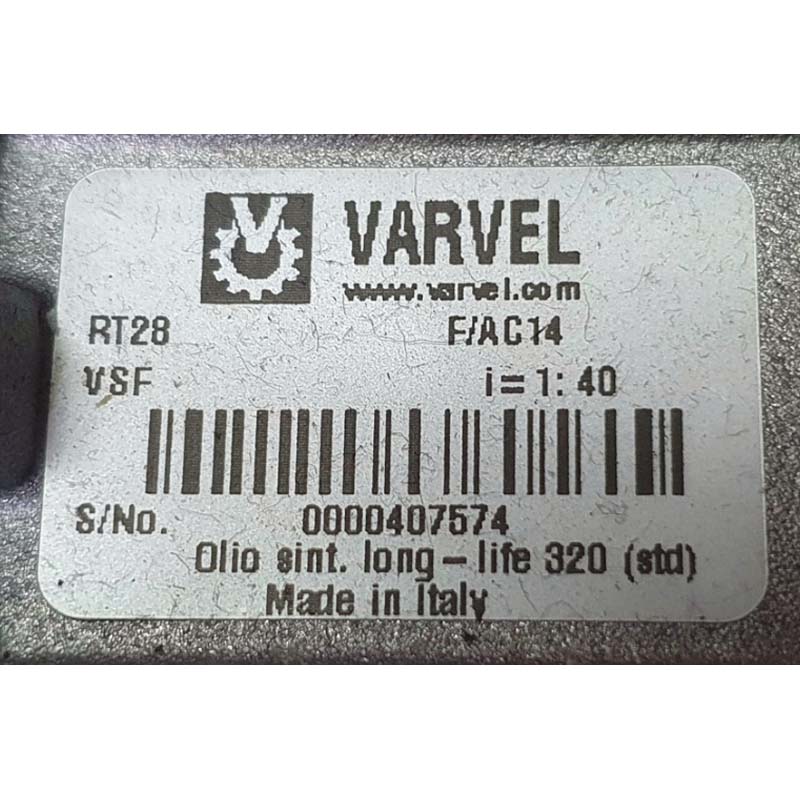 VARVEL
www.varvel.com
RT28 F/AC14
VSF i = 1: 40
S/No. 0000407574
Olio sint. long - life 320 (std)
Made in Italy